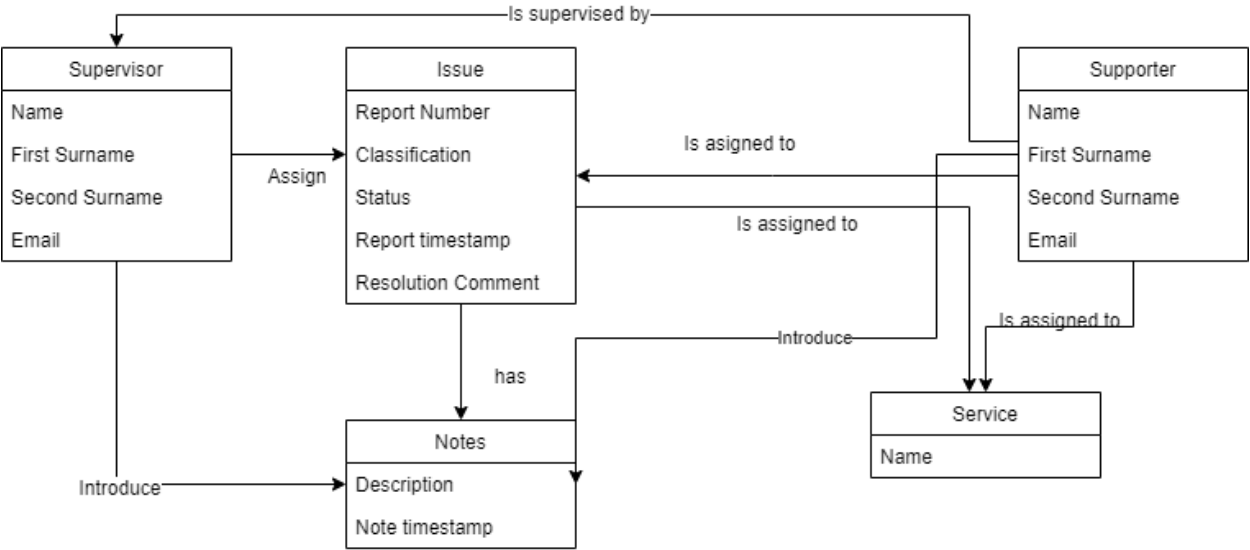 Is supervised by
Supervisor
Name
First Surname
Second Surname
Email
Assign
Issue
Report Number
Classification
Status
Report timestamp
Resolution Comment
Is asigned to
Is assigned to
Supporter
Name
First Surname
Second Surname
Email
Is assigned to
Introduce
has
Service
Name
Notes
Description
Note timestamp
Introduce